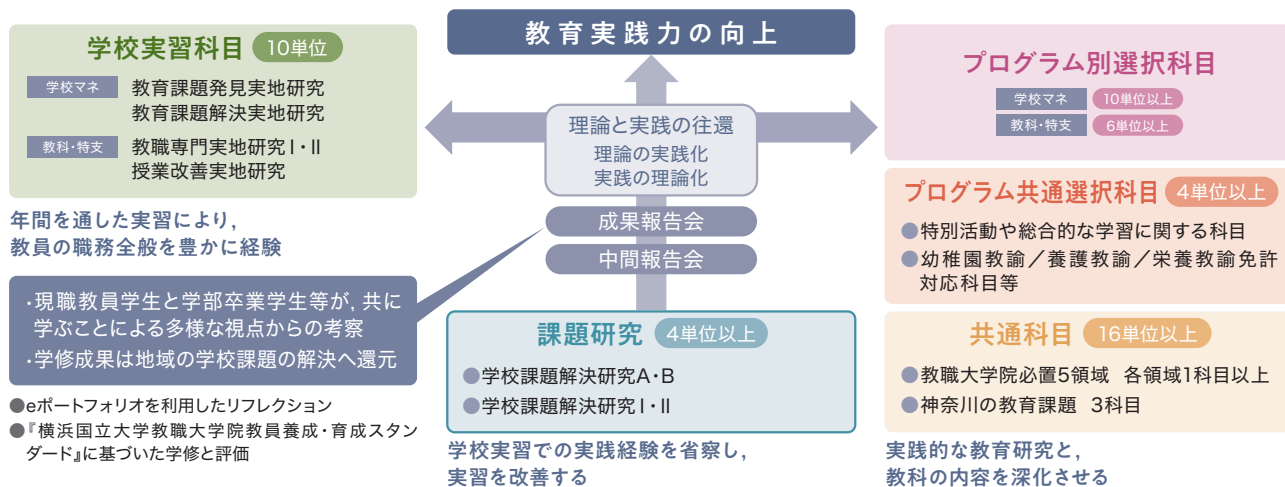 教育実践力の向上
学校実習科目 10単位
学校マネ 教育課題発見実地研究
教育課題解決実地研究
教科・特支 教職専門実地研究Ⅰ・Ⅱ
授業改善実地研究
年間を通した実習により,
教員の職務全般を豊かに経験
・現職教員学生と学部卒業学生等が, 共に
学ぶことによる多様な視点からの考察
・学修成果は地域の学校課題の解決へ還元
●eポートフォリオを利用したリフレクション
●『横浜国立大学教職大学院教員養成・育成スタン
ダード』に基づいた学修と評価
理論と実践の往還
理論の実践化
実践の理論化
成果報告会
中間報告会
課題研究 4単位以上
●学校課題解決研究A・B
●学校課題解決研究Ⅰ・Ⅱ
学校実習での実践経験を省察し,
実習を改善する
プログラム別選択科目
学校マネ 10単位以上
教科・特支 6単位以上
プログラム共通選択科目 4単位以上
●特別活動や総合的な学習に関する科目
●幼稚園教諭／養護教諭／栄養教諭免許
対応科目等
共通科目 16単位以上
●教職大学院必置5領域 各領域1科目以上
●神奈川の教育課題 3科目
実践的な教育研究と,
教科の内容を深化させる